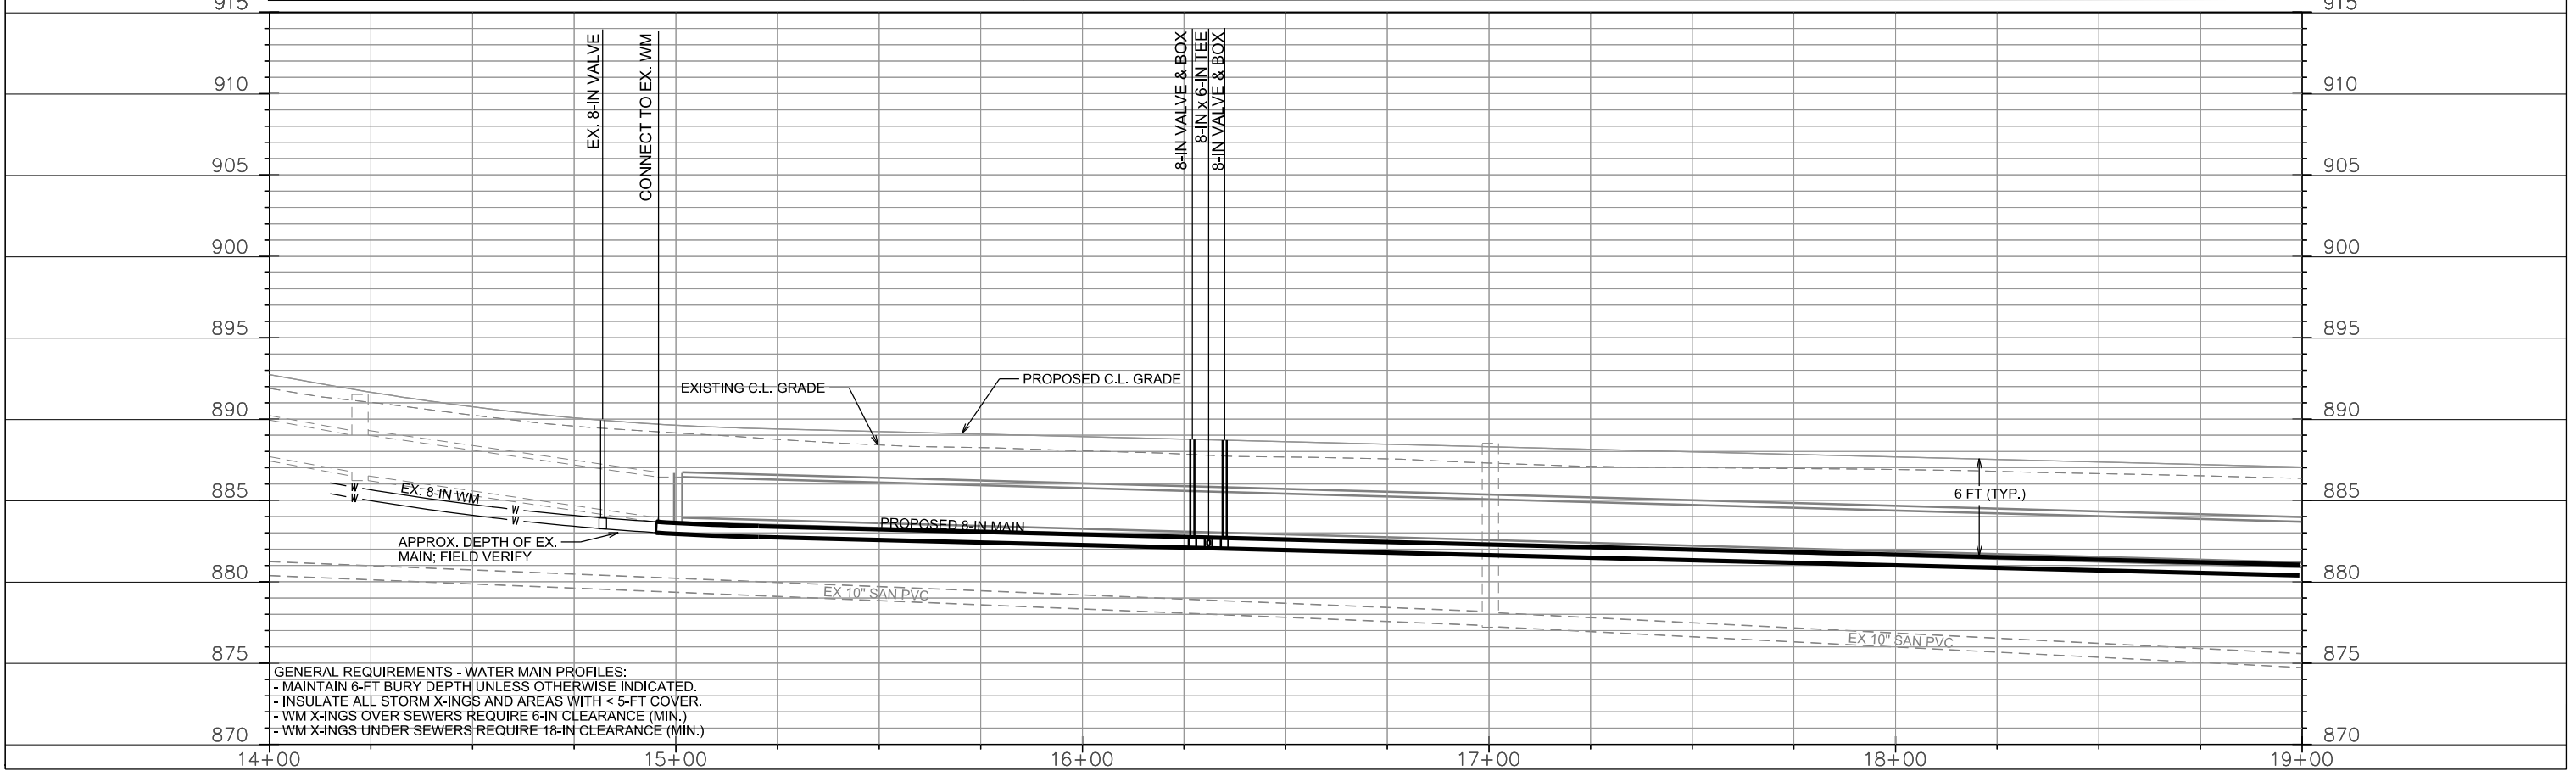 915
915
EX. 8-IN VALVE
CONNECT TO EX. WM
8-IN VALVE & BOX
8-IN x 6-IN TEE
8-IN VALVE & BOX
910
910
905
905
900
900
895
895
EXISTING C.L. GRADE
PROPOSED C.L. GRADE
890
890
W
W
EX. 8-IN WM
W
W
885
885
6 FT (TYP.)
PROPOSED 8-IN MAIN
APPROX. DEPTH OF EX.
MAIN; FIELD VERIFY
880
880
EX 10" SAN PVC
EX 10" SAN PVC
875
875
GENERAL REQUIREMENTS - WATER MAIN PROFILES:
- MAINTAIN 6-FT BURY DEPTH UNLESS OTHERWISE INDICATED.
- INSULATE ALL STORM X-INGS AND AREAS WITH < 5-FT COVER.
- WM X-INGS OVER SEWERS REQUIRE 6-IN CLEARANCE (MIN.)
- WM X-INGS UNDER SEWERS REQUIRE 18-IN CLEARANCE (MIN.)
870
870
14+00
15+00
16+00
17+00
18+00
19+00